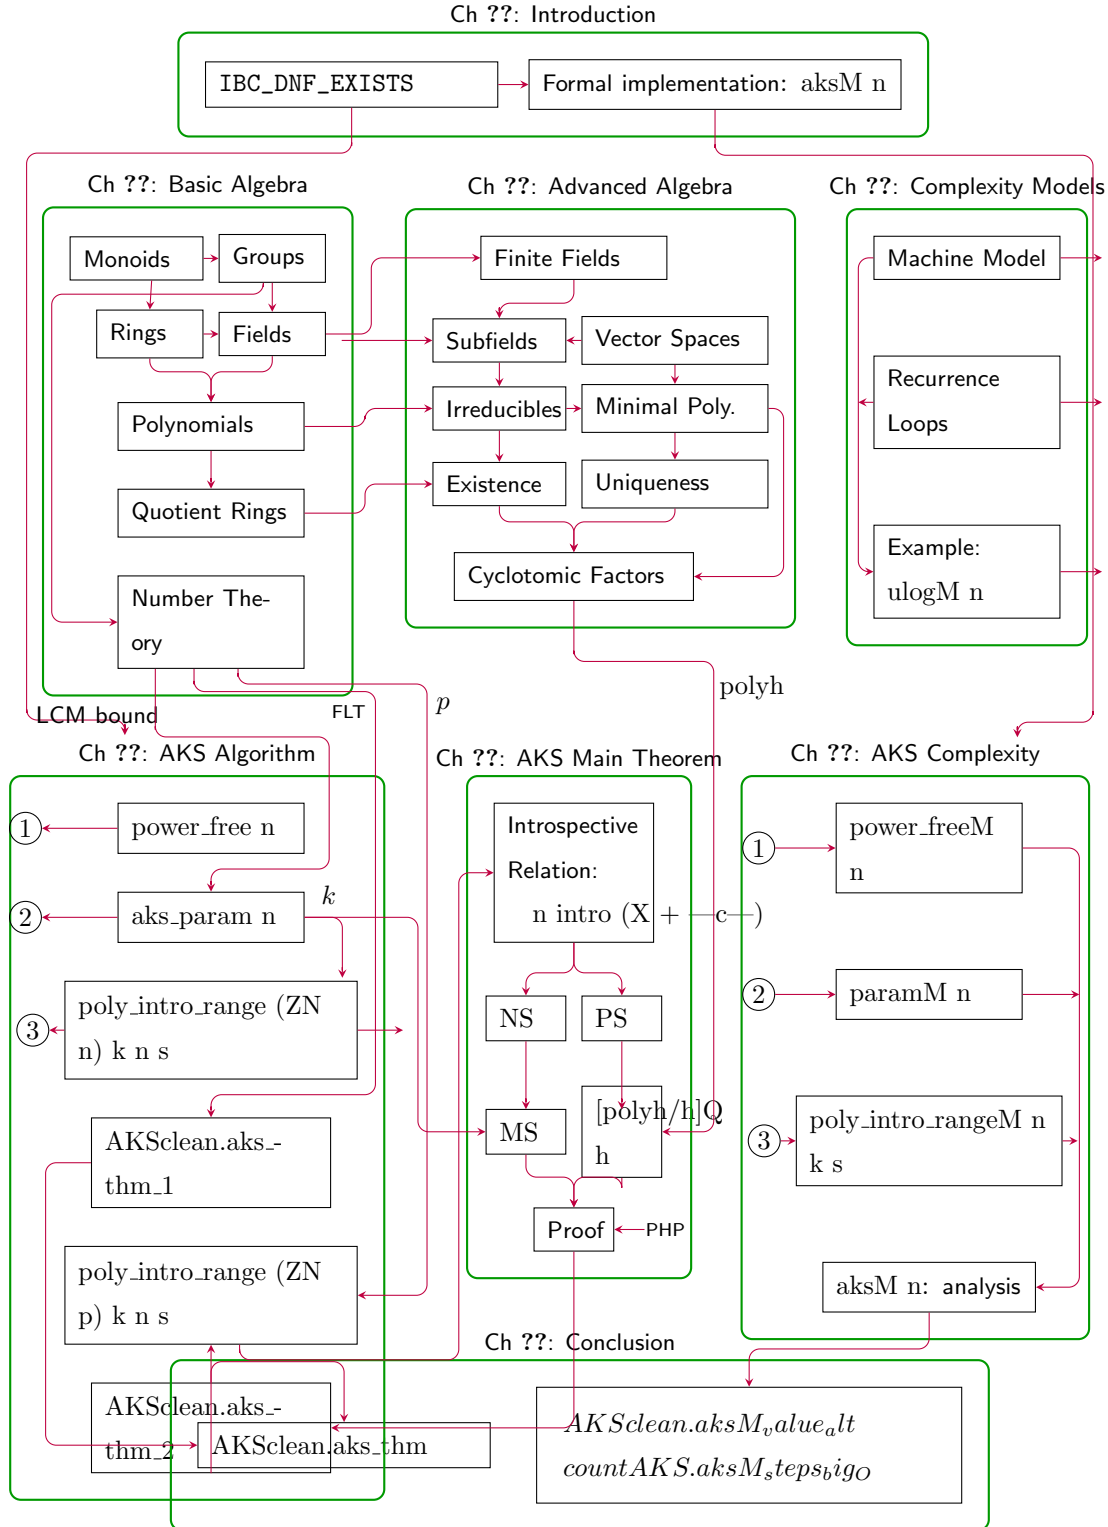 Ch ??: Introduction
IBC_DNF_EXISTS
Formal implementation: aksM n
Ch ??: Basic Algebra
Monoids
Groups
Rings
Fields
Polynomials
Quotient Rings
Number The-
ory
Ch ??: Advanced Algebra
Finite Fields
Subfields
Vector Spaces
Irreducibles
Minimal Poly.
Existence
Uniqueness
Cyclotomic Factors
Ch ??: Complexity Models
Machine Model
Recurrence
Loops
Example:
ulogM n
LCM bound
FLT
p
polyh
Ch ??: AKS Algorithm
1
power_free n
2
aks_param n
k
3
poly_intro_range (ZN
n) k n s
AKSclean.aks_-
thm_1
poly_intro_range (ZN
p) k n s
AKSclean.aks_-
thm_2
Ch ??: AKS Main Theorem
Introspective
Relation:
n intro (X + —c—)
NS
PS
MS
[polyh/h]Q
h
Proof
PHP
Ch ??: AKS Complexity
1
power_freeM
n
2
paramM n
3
poly_intro_rangeM n
k s
aksM n: analysis
Ch ??: Conclusion
AKSclean.aks_thm
AKSclean.aksM_value_alt
countAKS.aksM_steps_big_O